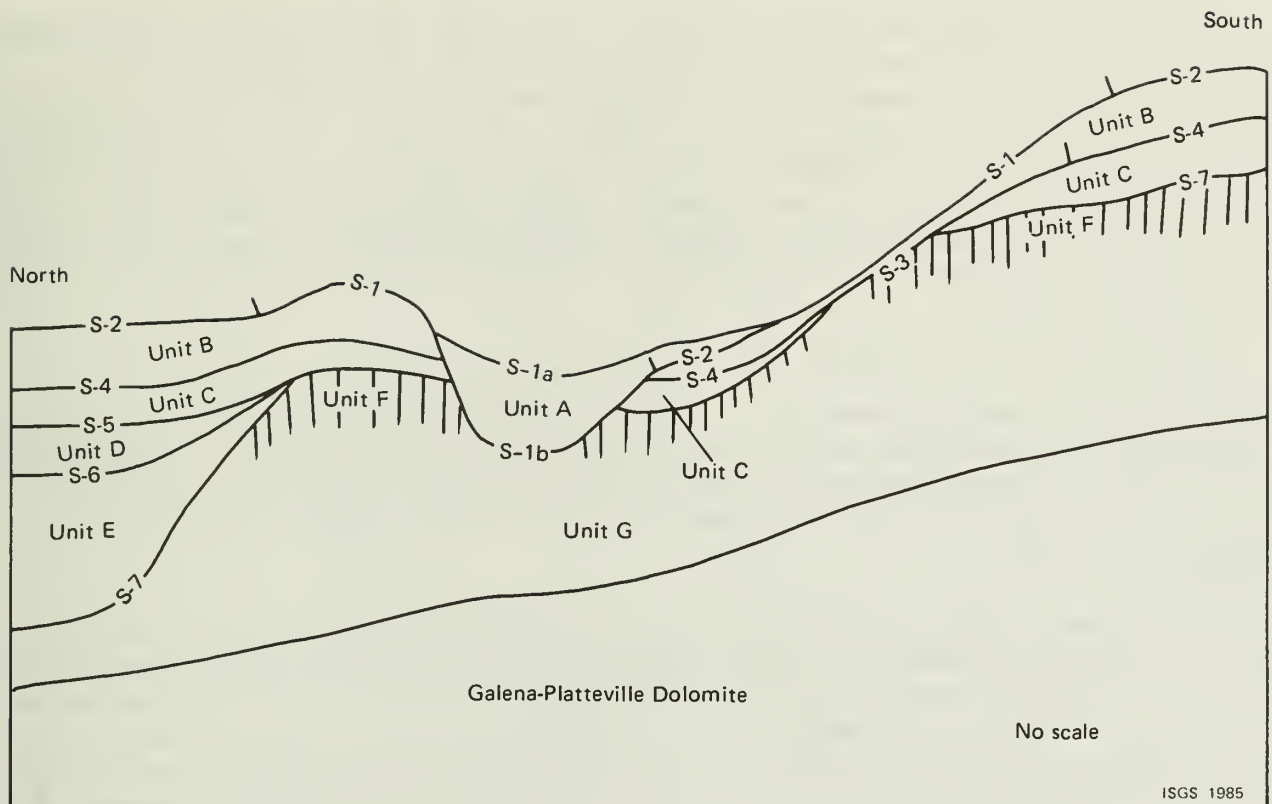 South
S-2
Unit B
S-4
S-1
Unit C
S-7
Unit F
S-3
North
S-1
S-2
Unit B
S-4
Unit C
S-5
Unit F
Unit D
S-6
S-1a
S-2
S-4
Unit A
S-1b
Unit C
Unit E
Unit G
S-7
Galena-Platteville Dolomite
No scale
ISGS 1985